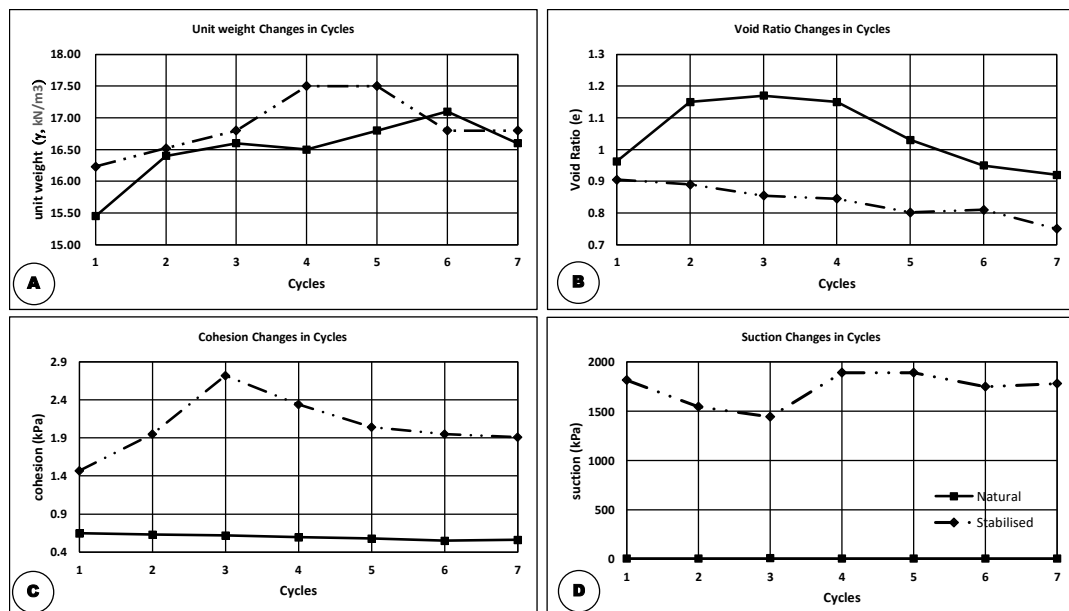 Unit weight Changes in Cycles
18.00
17.50
17.00
16.50
16.00
15.50
15.00
unit weight (γ, kN/m3)
1 2 3 4 5 6 7
Cycles
A
Void Ratio Changes in Cycles
1.3
1.2
1.1
1
0.9
0.8
0.7
Void Ratio (e)
1 2 3 4 5 6 7
Cycles
B
Cohesion Changes in Cycles
2.9
2.4
1.9
1.4
0.9
0.4
cohesion (kPa)
1 2 3 4 5 6 7
Cycles
C
Suction Changes in Cycles
2000
1500
1000
500
0
suction (kPa)
Natural
Stabilised
1 2 3 4 5 6 7
Cycles
D